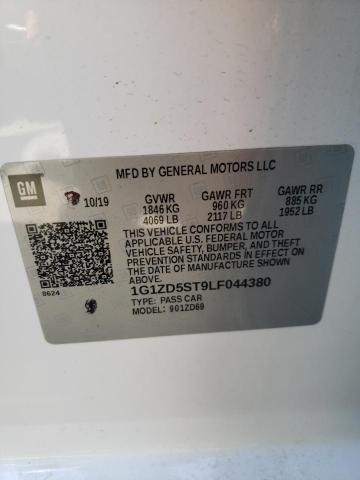 GM
MFD BY GENERAL MOTORS LLC
10/19
GVWR GAWR FRT GAWR RR
1846 KG 960 KG 885 KG
4069 LB 2117 LB 1952 LB
THIS VEHICLE CONFORMS TO ALL
APPLICABLE U.S. FEDERAL MOTOR
VEHICLE SAFETY, BUMPER, AND THEFT
PREVENTION STANDARDS IN EFFECT
ON THE DATE OF MANUFACTURE SHOWN
ABOVE.
8624
1G1ZD5ST9LF044380
TYPE: PASS CAR
MODEL: 901ZD69